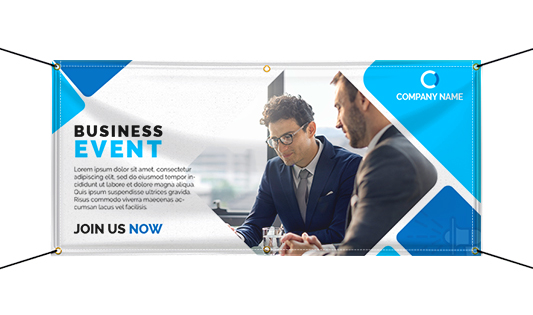 COMPANY NAME
BUSINESS
EVENT
Lorem ipsum dolor sit amet, consectetur
adipiscing elit, sed do eiusmod tempor in-
cididunt ut labore et dolore magna aliqua.
Quis ipsum suspendisse ultrices gravida.
Risus commodo viverra maecenas ac-
cumsan lacus vel facilisis.
JOIN US NOW